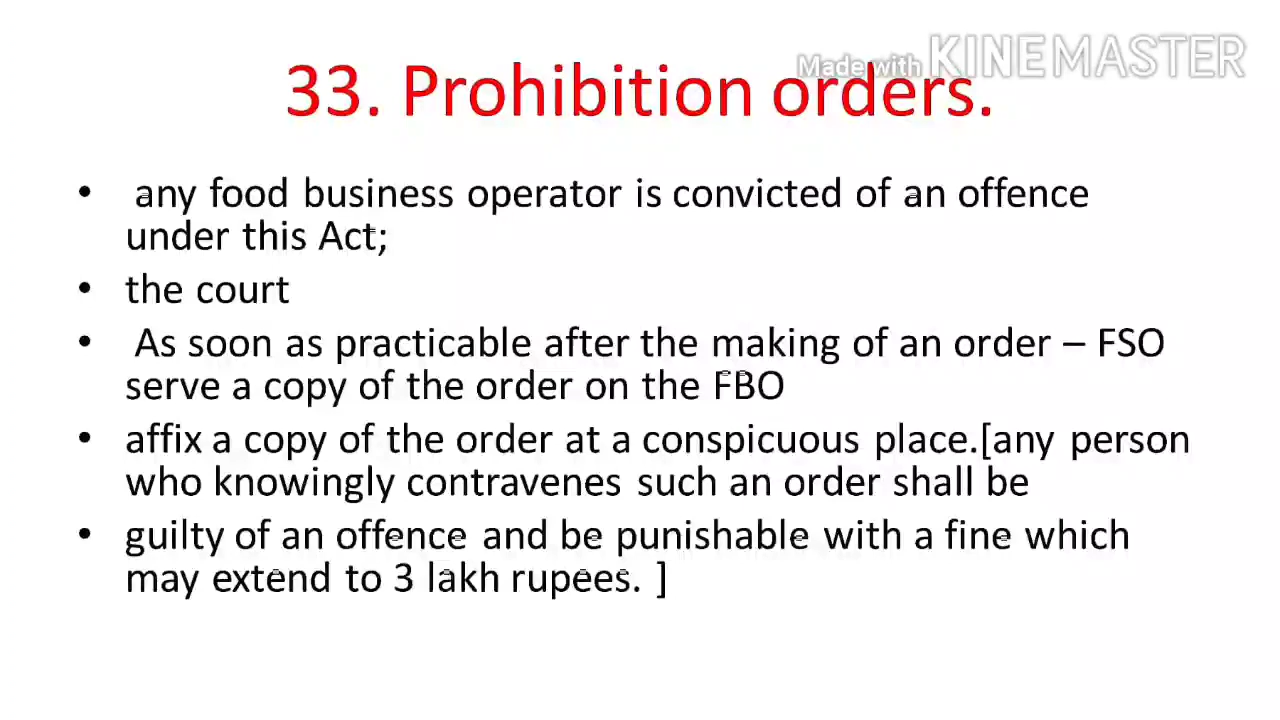 Made with KINEMASTER
33. Prohibition orders.
• any food business operator is convicted of an offence
under this Act;
• the court
• As soon as practicable after the making of an order – FSO
serve a copy of the order on the FBO
• affix a copy of the order at a conspicuous place.[any person
who knowingly contravenes such an order shall be
• guilty of an offence and be punishable with a fine which
may extend to 3 lakh rupees. ]